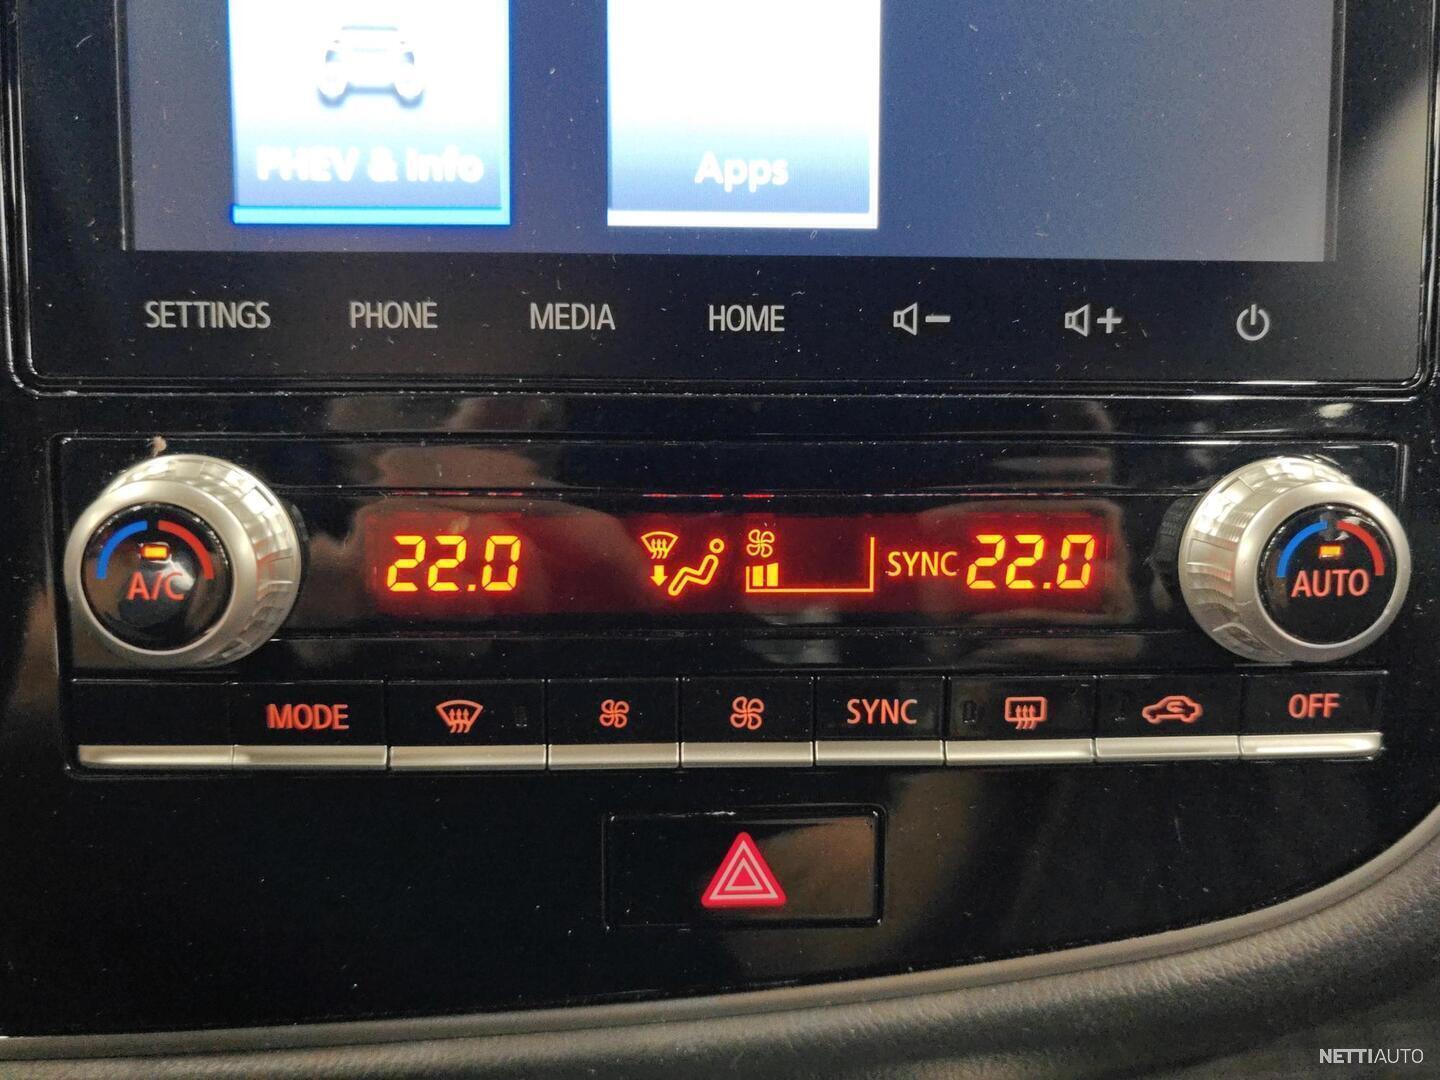 PHEV & Info
Apps
SETTINGS PHONE MEDIA HOME
22.0 SYNC 22.0
A/C AUTO
MODE SYNC OFF
NETTIAUTO